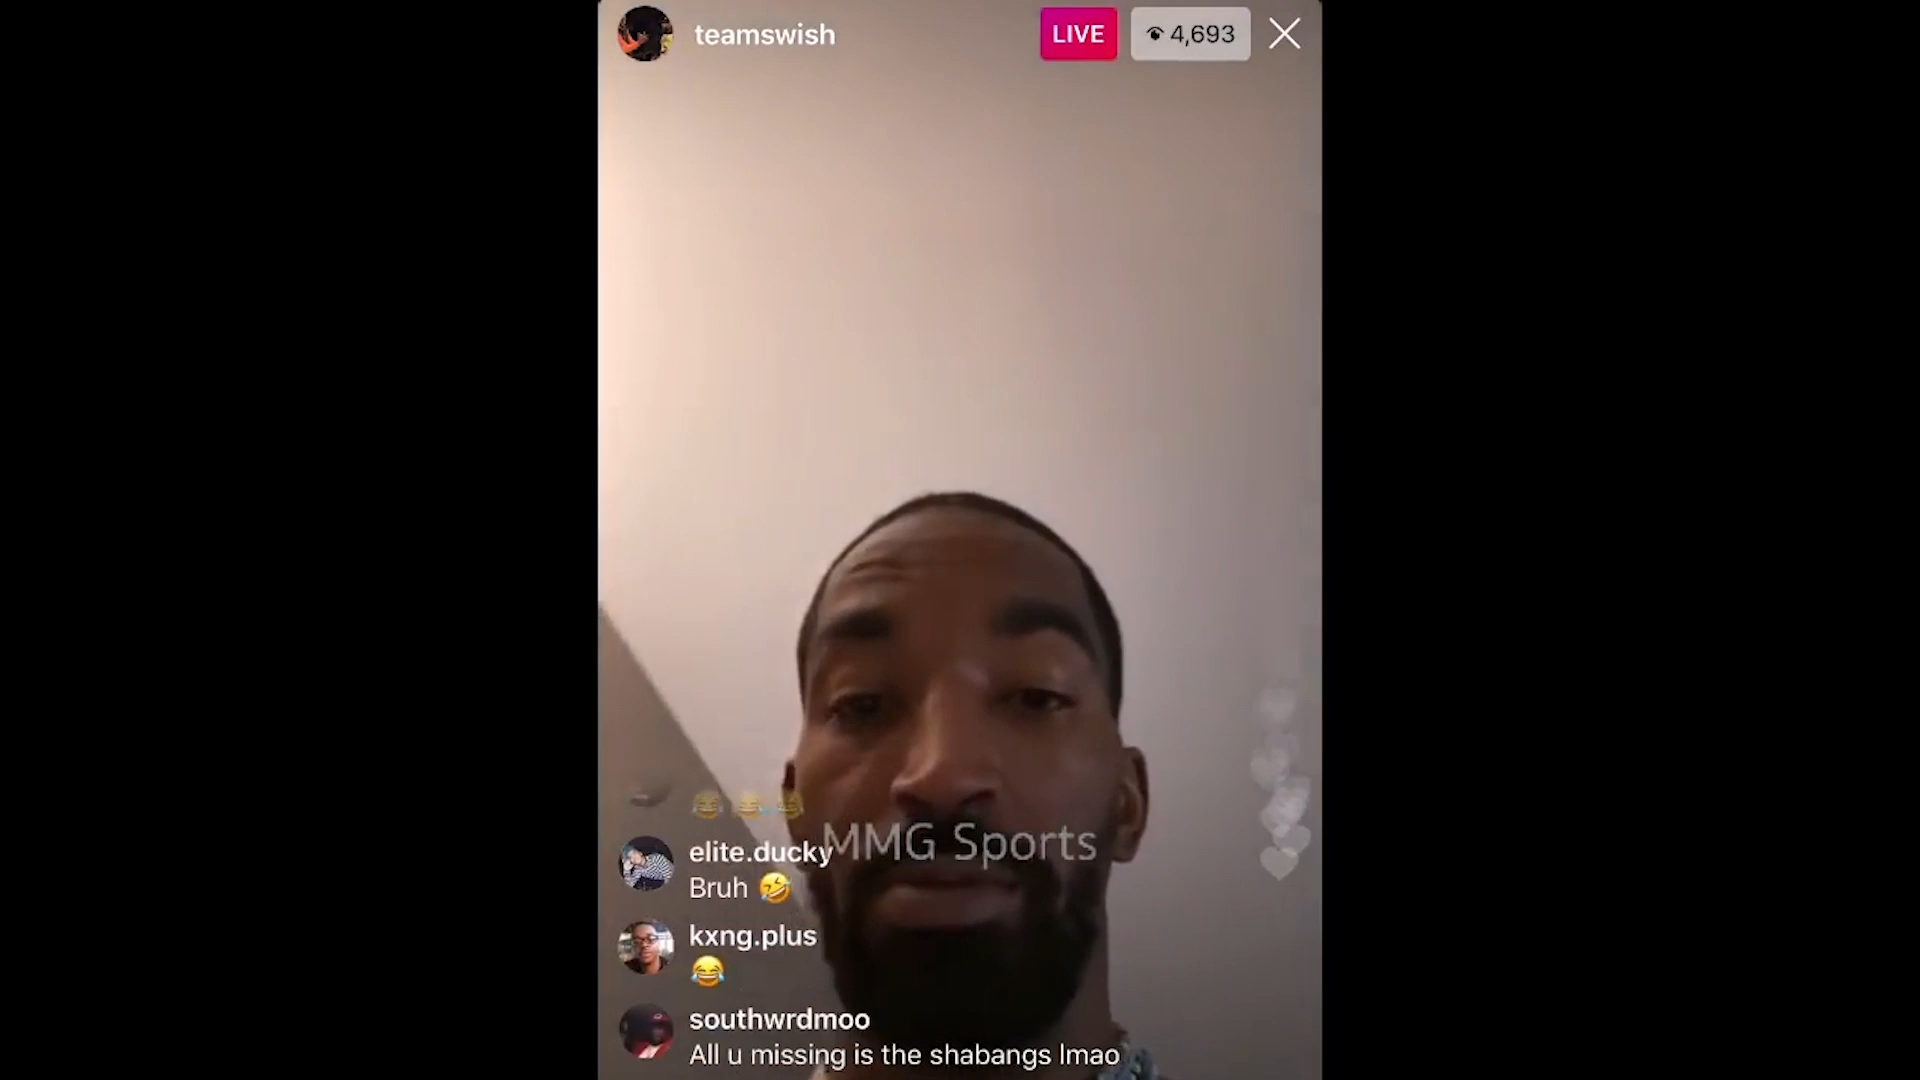 teamswish
LIVE
4,693
MMG Sports
😂😂😂
elite.ducky
Bruh 🤣
kxng.plus
😂
southwrdmoo
All u missing is the shabangs lmao